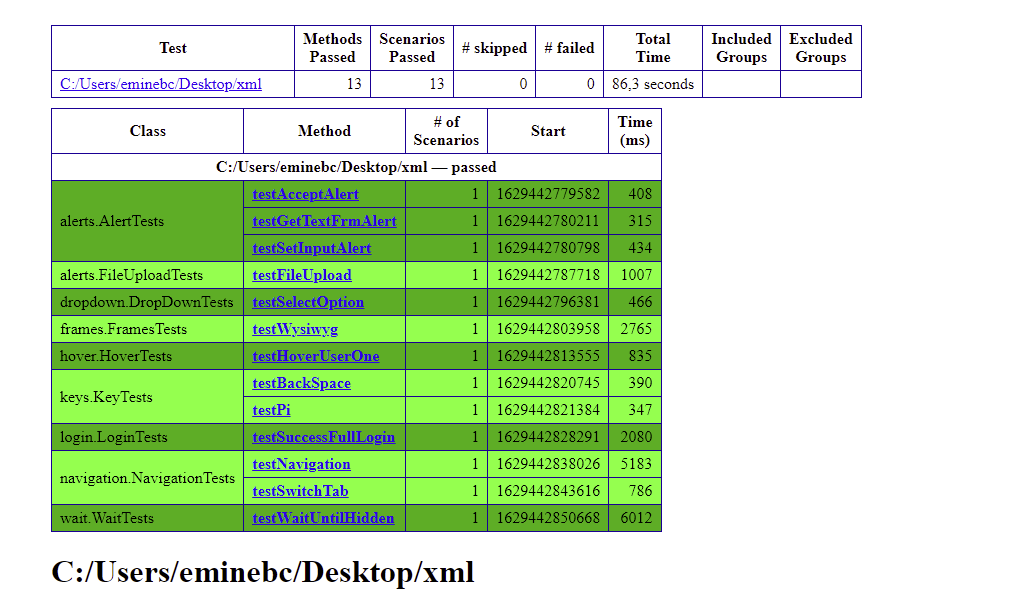 Test Methods Passed Scenarios Passed # skipped # failed Total Time Included Groups Excluded Groups
C:/Users/eminebc/Desktop/xml 13 13 0 0 86,3 seconds
Class Method # of Scenarios Start Time (ms)
C:/Users/eminebc/Desktop/xml — passed
alerts.AlertTests testAcceptAlert 1 1629442779582 408
testGetTextFrmAlert 1 1629442780211 315
testSetInputAlert 1 1629442780798 434
alerts.FileUploadTests testFileUpload 1 1629442787718 1007
dropdown.DropDownTests testSelectOption 1 1629442796381 466
frames.FramesTests testWysiwyg 1 1629442803958 2765
hover.HoverTests testHoverUserOne 1 1629442813555 835
keys.KeyTests testBackSpace 1 1629442820745 390
testPi 1 1629442821384 347
login.LoginTests testSuccessFullLogin 1 1629442828291 2080
navigation.NavigationTests testNavigation 1 1629442838026 5183
testSwitchTab 1 1629442843616 786
wait.WaitTests testWaitUntilHidden 1 1629442850668 6012
C:/Users/eminebc/Desktop/xml